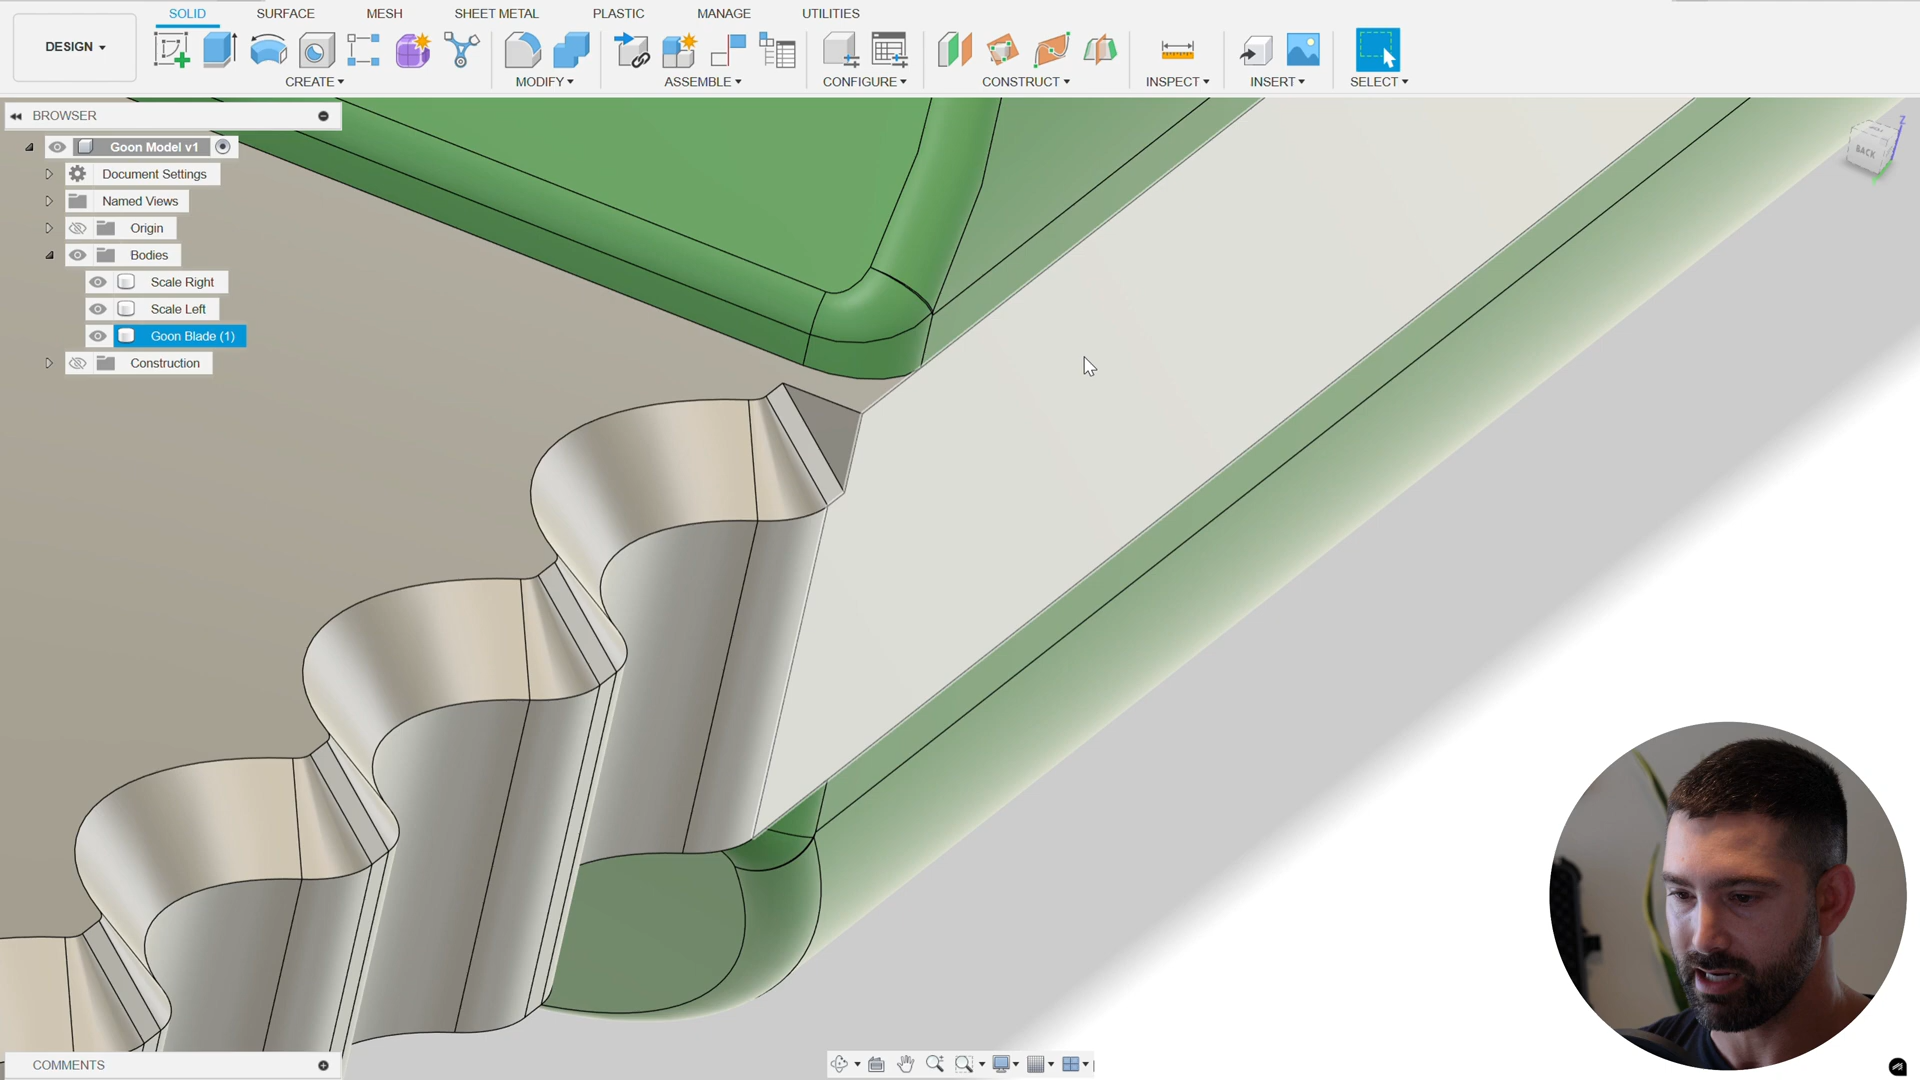 SOLID
SURFACE
MESH
SHEET METAL
PLASTIC
MANAGE
UTILITIES
DESIGN
CREATE
MODIFY
ASSEMBLE
CONFIGURE
CONSTRUCT
INSPECT
INSERT
SELECT
BROWSER
Goon Model v1
Document Settings
Named Views
Origin
Bodies
Scale Right
Scale Left
Goon Blade (1)
Construction
Z
BACK
COMMENTS